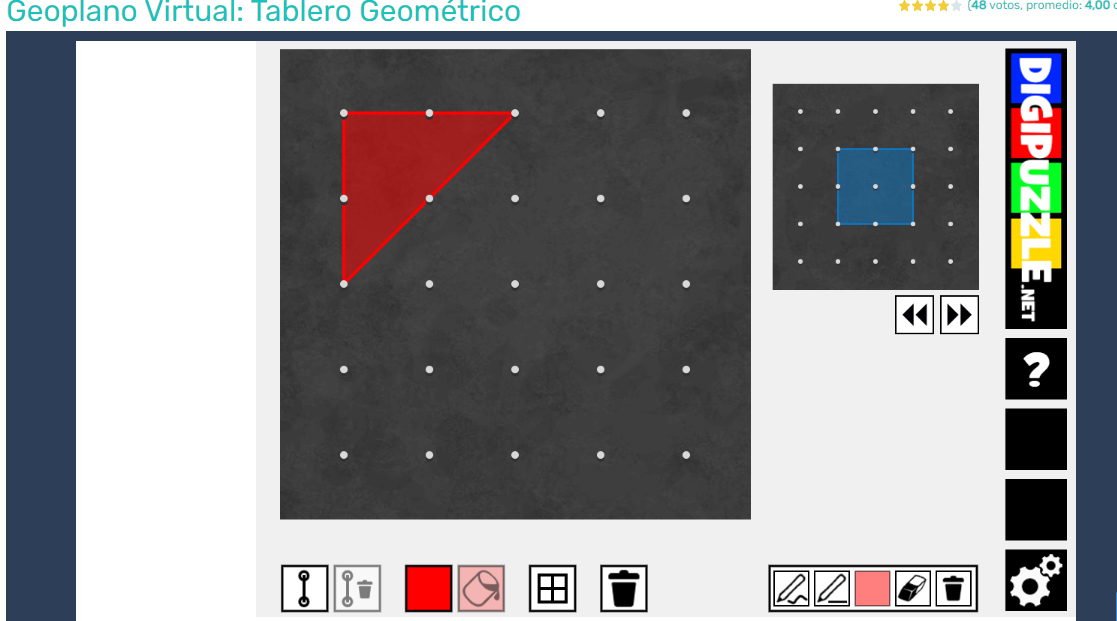 Geoplano Virtual: Tablero Geométrico
(48 votos, promedio: 4,00
DIGIPUZZLE.NET
?